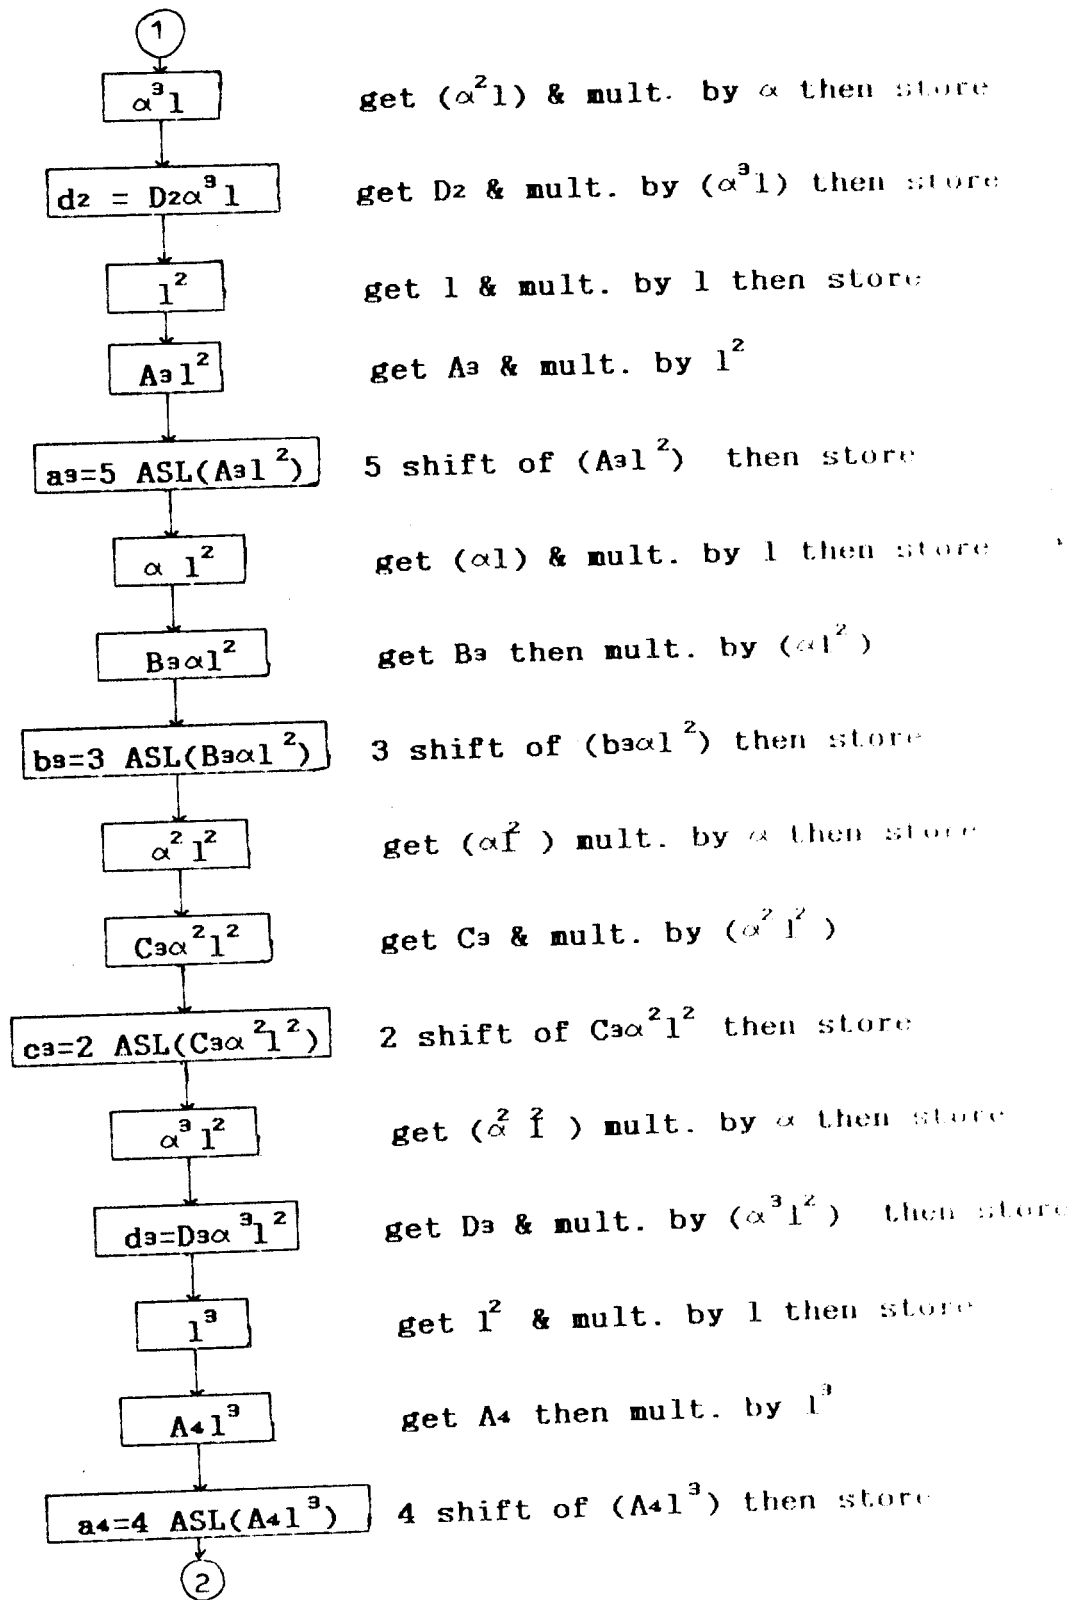 1
α³l get (α²l) & mult. by α then store
d₂ = D₂α³l get D₂ & mult. by (α³l) then store
l² get l & mult. by l then store
A₃l² get A₃ & mult. by l²
a₃=5 ASL(A₃l²) 5 shift of (A₃l²) then store
α l² get (αl) & mult. by l then store
B₃αl² get B₃ then mult. by (αl²)
b₃=3 ASL(B₃αl²) 3 shift of (b₃αl²) then store
α²l² get (αl²) mult. by α then store
C₃α²l² get C₃ & mult. by (α²l²)
c₃=2 ASL(C₃α²l²) 2 shift of C₃α²l² then store
α³l² get (α²l²) mult. by α then store
d₃=D₃α³l² get D₃ & mult. by (α³l²) then store
l³ get l² & mult. by l then store
A₄l³ get A₄ then mult. by l³
a₄=4 ASL(A₄l³) 4 shift of (A₄l³) then store
2